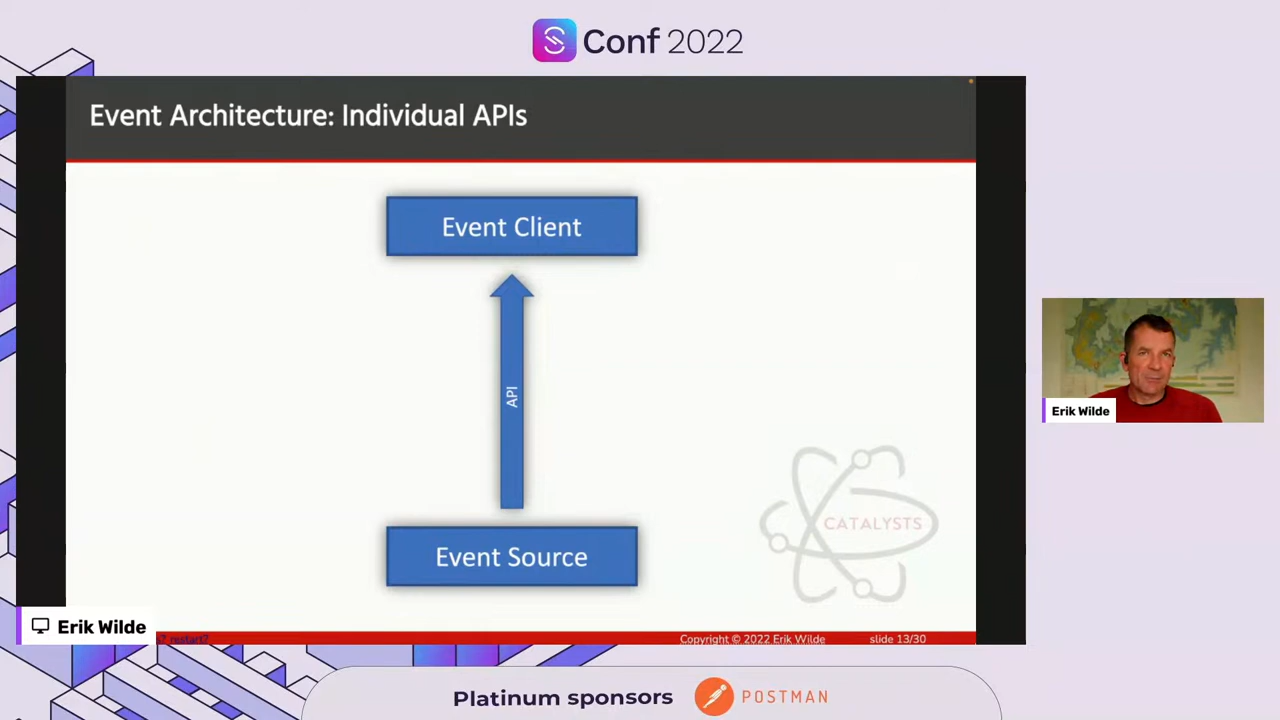 Conf 2022
Event Architecture: Individual APIs
Event Client
API
Event Source
CATALYSTS
Erik Wilde
Erik Wilde
restart?
Copyright © 2022 Erik Wilde
slide 13/30
Platinum sponsors
POSTMAN